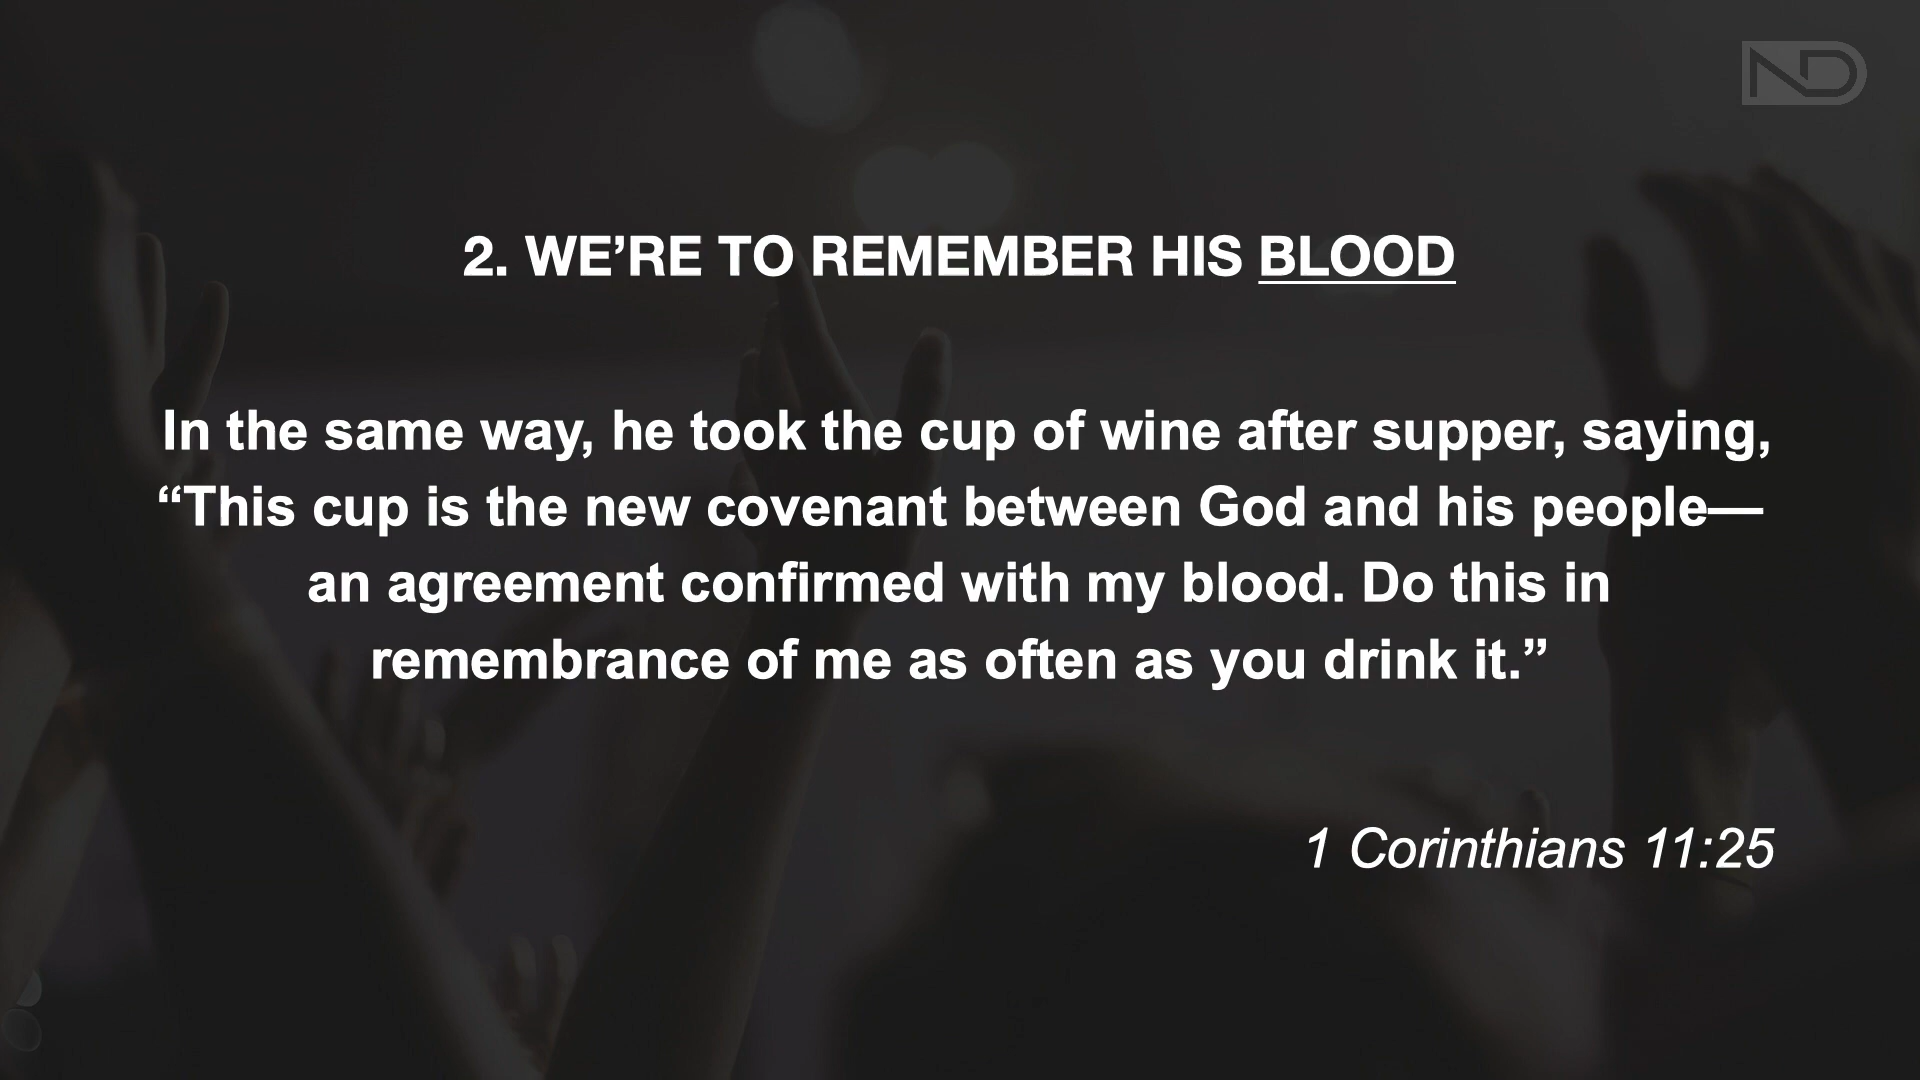 ND
2. WE’RE TO REMEMBER HIS BLOOD
In the same way, he took the cup of wine after supper, saying,
“This cup is the new covenant between God and his people—
an agreement confirmed with my blood. Do this in
remembrance of me as often as you drink it.”
1 Corinthians 11:25